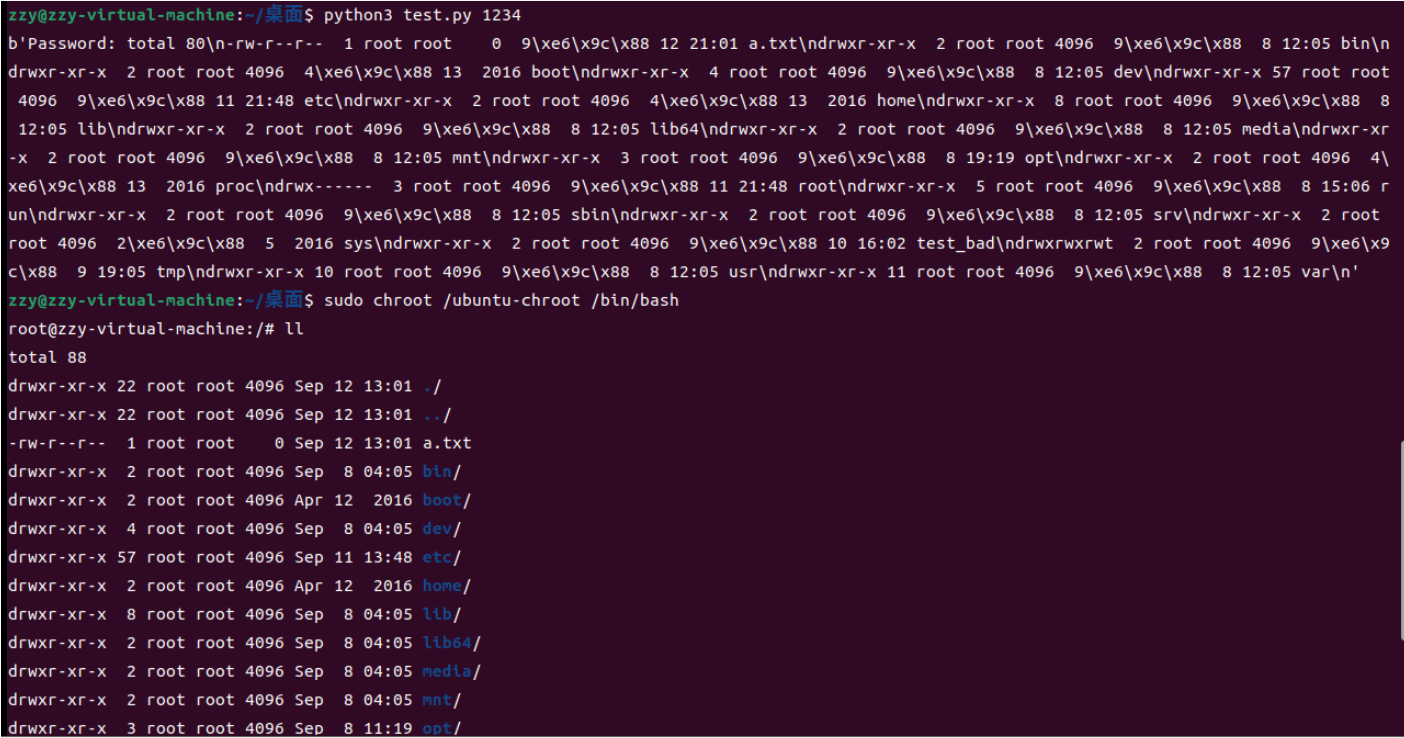 zzy@zzy-virtual-machine:~/桌面$ python3 test.py 1234
b'Password: total 80\n-rw-r--r--  1 root root    0  9\xe6\x9c\x88 12 21:01 a.txt\ndrwxr-xr-x  2 root root 4096  9\xe6\x9c\x88  8 12:05 bin\n
drwxr-xr-x  2 root root 4096  4\xe6\x9c\x88 13  2016 boot\ndrwxr-xr-x  4 root root 4096  9\xe6\x9c\x88  8 12:05 dev\ndrwxr-xr-x 57 root root
 4096  9\xe6\x9c\x88 11 21:48 etc\ndrwxr-xr-x  2 root root 4096  4\xe6\x9c\x88 13  2016 home\ndrwxr-xr-x  8 root root 4096  9\xe6\x9c\x88  8
 12:05 lib\ndrwxr-xr-x  2 root root 4096  9\xe6\x9c\x88  8 12:05 lib64\ndrwxr-xr-x  2 root root 4096  9\xe6\x9c\x88  8 12:05 media\ndrwxr-xr
-x  2 root root 4096  9\xe6\x9c\x88  8 12:05 mnt\ndrwxr-xr-x  3 root root 4096  9\xe6\x9c\x88  8 19:19 opt\ndrwxr-xr-x  2 root root 4096  4\
xe6\x9c\x88 13  2016 proc\ndrwx------  3 root root 4096  9\xe6\x9c\x88 11 21:48 root\ndrwxr-xr-x  5 root root 4096  9\xe6\x9c\x88  8 15:06 r
un\ndrwxr-xr-x  2 root root 4096  9\xe6\x9c\x88  8 12:05 sbin\ndrwxr-xr-x  2 root root 4096  9\xe6\x9c\x88  8 12:05 srv\ndrwxr-xr-x  2 root
root 4096  2\xe6\x9c\x88  5  2016 sys\ndrwxr-xr-x  2 root root 4096  9\xe6\x9c\x88 10 16:02 test_bad\ndrwxrwxrwt  2 root root 4096  9\xe6\x9
c\x88  9 19:05 tmp\ndrwxr-xr-x 10 root root 4096  9\xe6\x9c\x88  8 12:05 usr\ndrwxr-xr-x 11 root root 4096  9\xe6\x9c\x88  8 12:05 var\n'
zzy@zzy-virtual-machine:~/桌面$ sudo chroot /ubuntu-chroot /bin/bash
root@zzy-virtual-machine:/# ll
total 88
drwxr-xr-x 22 root root 4096 Sep 12 13:01 ./
drwxr-xr-x 22 root root 4096 Sep 12 13:01 ../
-rw-r--r--  1 root root    0 Sep 12 13:01 a.txt
drwxr-xr-x  2 root root 4096 Sep  8 04:05 bin/
drwxr-xr-x  2 root root 4096 Apr 12  2016 boot/
drwxr-xr-x  4 root root 4096 Sep  8 04:05 dev/
drwxr-xr-x 57 root root 4096 Sep 11 13:48 etc/
drwxr-xr-x  2 root root 4096 Apr 12  2016 home/
drwxr-xr-x  8 root root 4096 Sep  8 04:05 lib/
drwxr-xr-x  2 root root 4096 Sep  8 04:05 lib64/
drwxr-xr-x  2 root root 4096 Sep  8 04:05 media/
drwxr-xr-x  2 root root 4096 Sep  8 04:05 mnt/
drwxr-xr-x  3 root root 4096 Sep  8 11:19 opt/